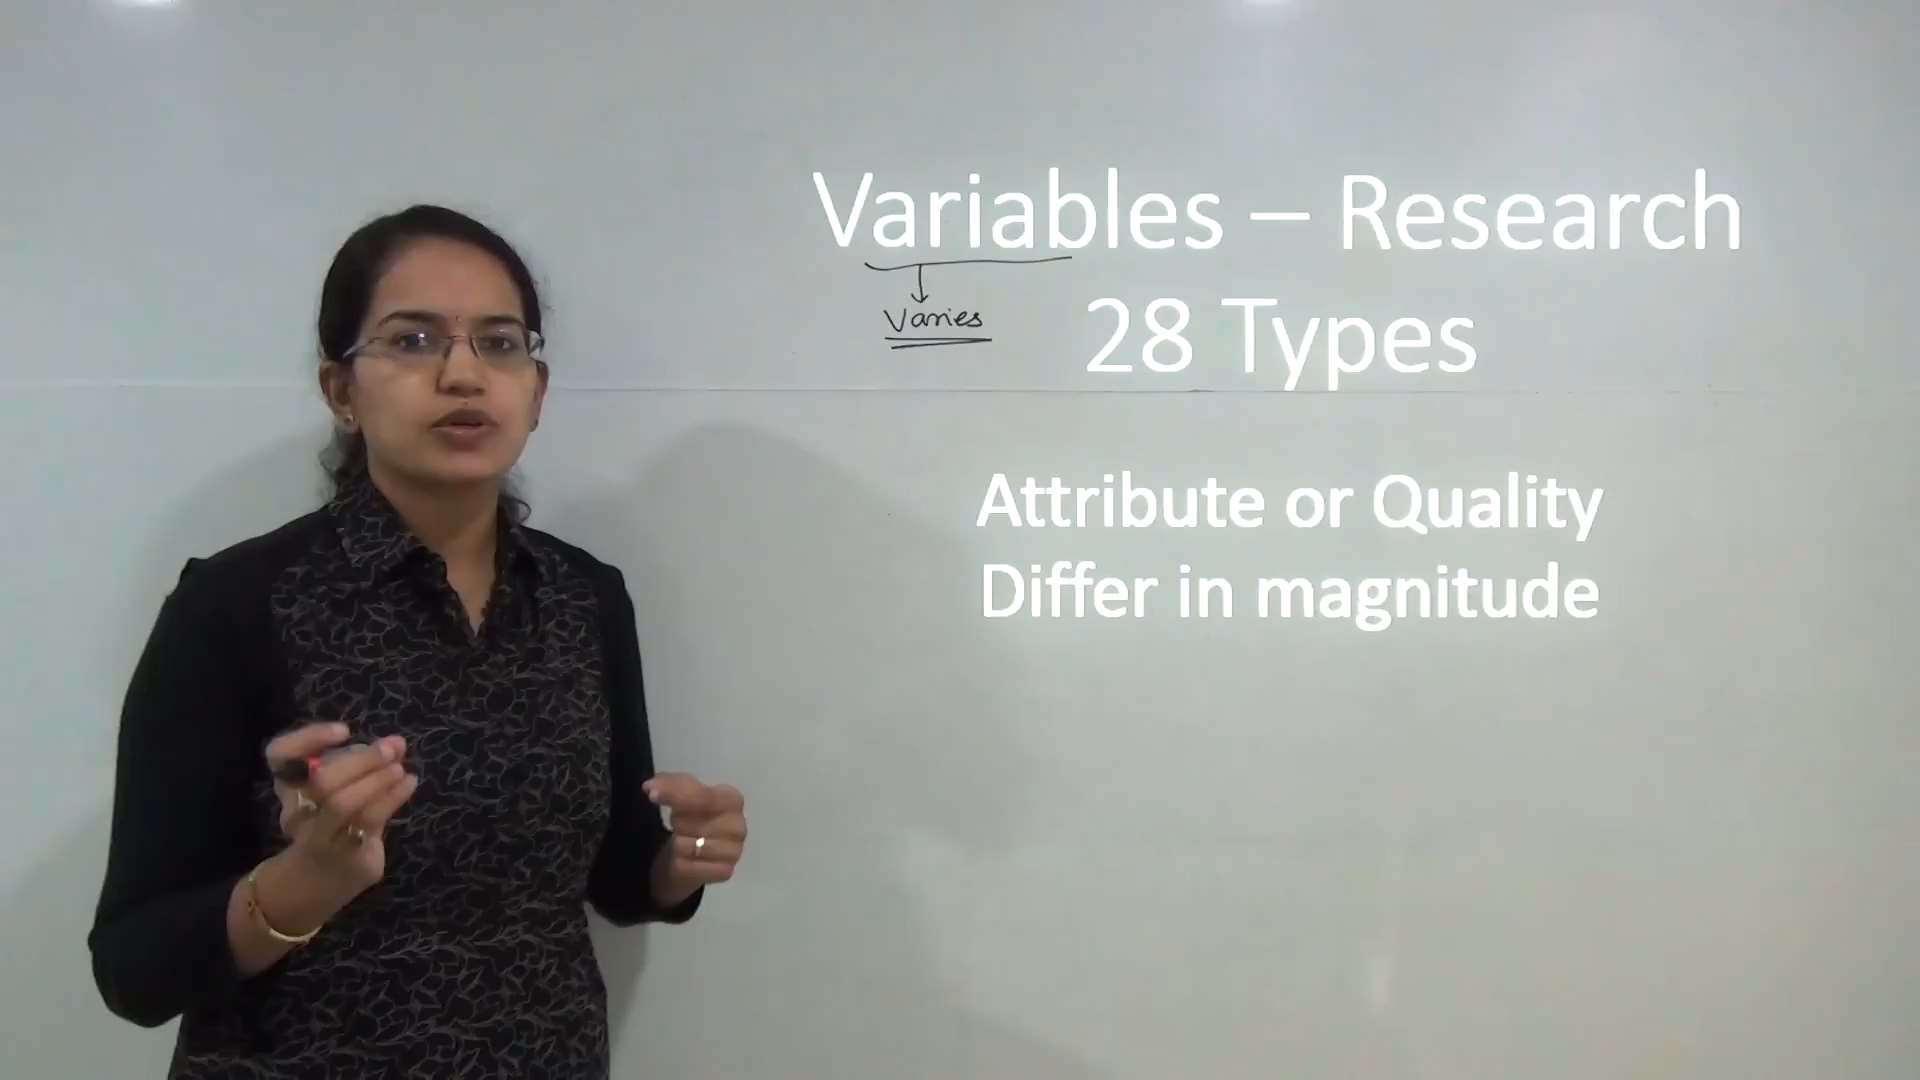 Variables – Research
Varies
28 Types
Attribute or Quality
Differ in magnitude